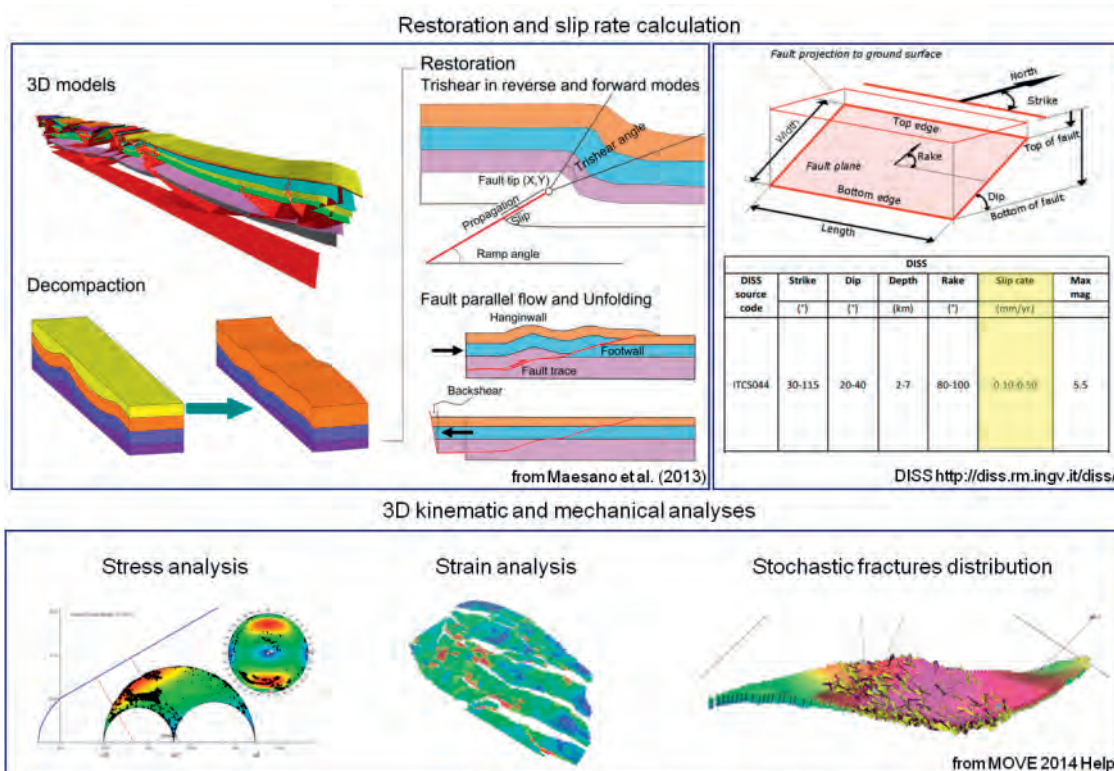 Restoration and slip rate calculation
3D models
Decompaction
Restoration
Trishear in reverse and forward modes
Trishear angle
Fault tip (X,Y)
Propagation
Slip
Ramp angle
Fault parallel flow and Unfolding
Hanginwall
Footwall
Fault trace
Backshear
from Maesano et al. (2013)
Fault projection to ground surface
North
Strike
Width
Top edge
Top of fault
Rake
Fault plane
Bottom edge
Dip
Bottom of fault
Length
DISS
DISS source code Strike Dip Depth Rake Slip rate Max mag
(°) (°) (km) (°) (mm/yr)
ITCS044 30-115 20-40 2-7 80-100 0.10-0.50 5.5
DISS http://diss.rm.ingv.it/diss/
3D kinematic and mechanical analyses
Stress analysis
Strain analysis
Stochastic fractures distribution
from MOVE 2014 Help